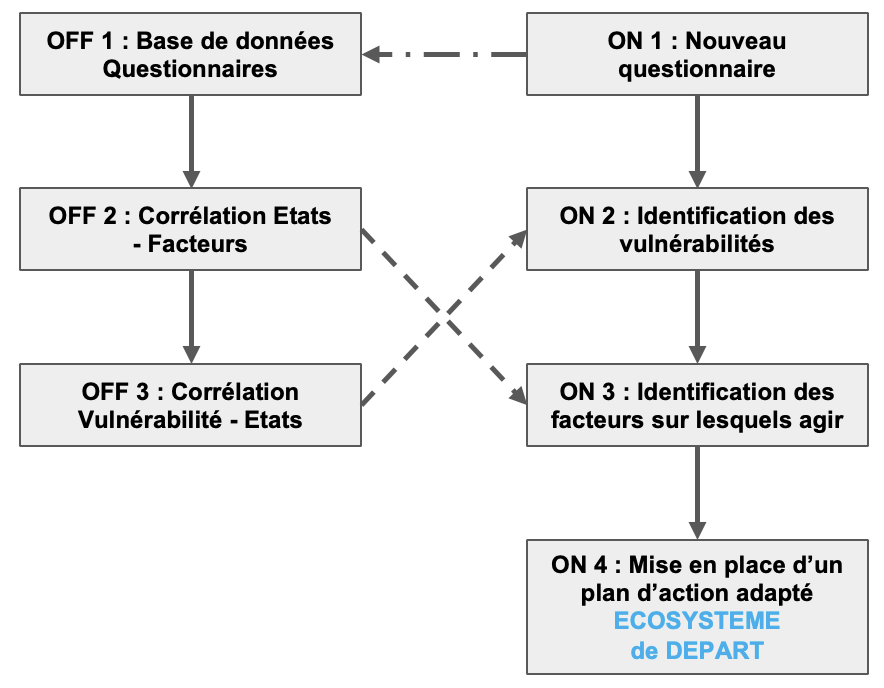 OFF 1 : Base de données
Questionnaires
ON 1 : Nouveau
questionnaire
OFF 2 : Corrélation Etats
- Facteurs
ON 2 : Identification des
vulnérabilités
OFF 3 : Corrélation
Vulnérabilité - Etats
ON 3 : Identification des
facteurs sur lesquels agir
ON 4 : Mise en place d’un
plan d’action adapté
ECOSYSTEME
de DEPART